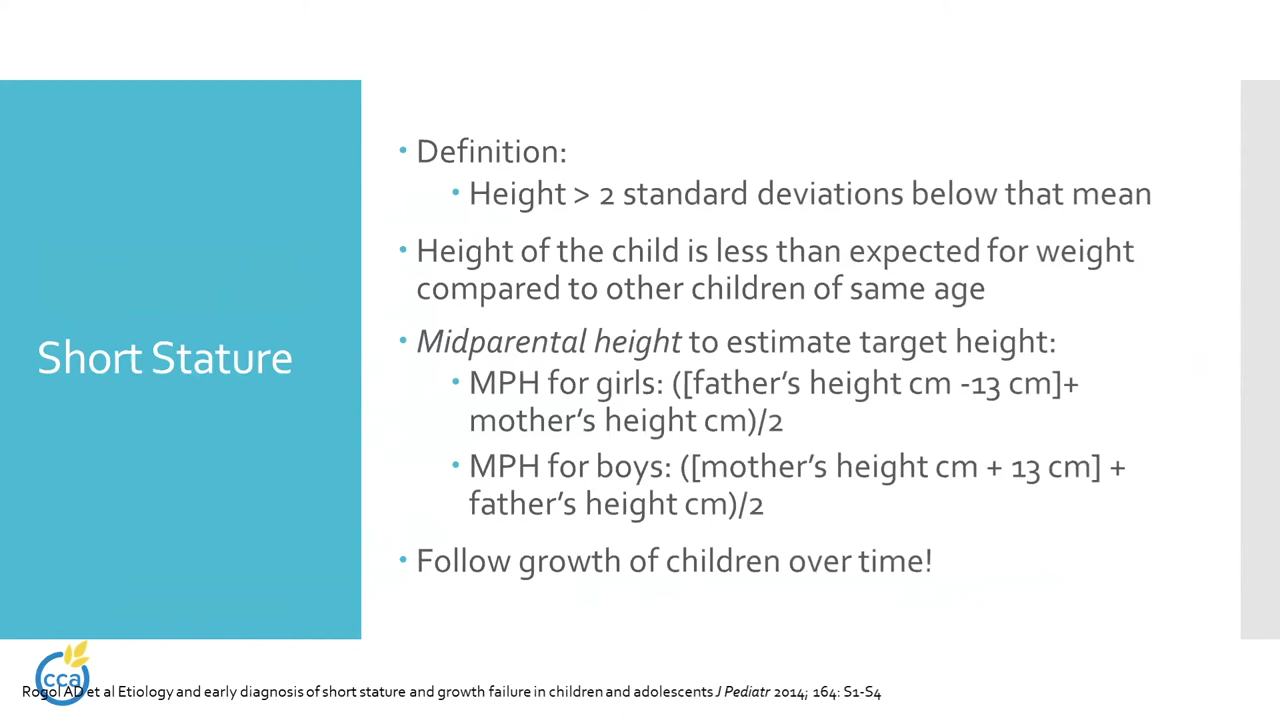 Short Stature
• Definition:
• Height > 2 standard deviations below that mean
• Height of the child is less than expected for weight
compared to other children of same age
• Midparental height to estimate target height:
• MPH for girls: ([father’s height cm -13 cm]+
mother’s height cm)/2
• MPH for boys: ([mother’s height cm + 13 cm] +
father’s height cm)/2
• Follow growth of children over time!
cca
Rogol AD et al Etiology and early diagnosis of short stature and growth failure in children and adolescents J Pediatr 2014; 164: S1-S4